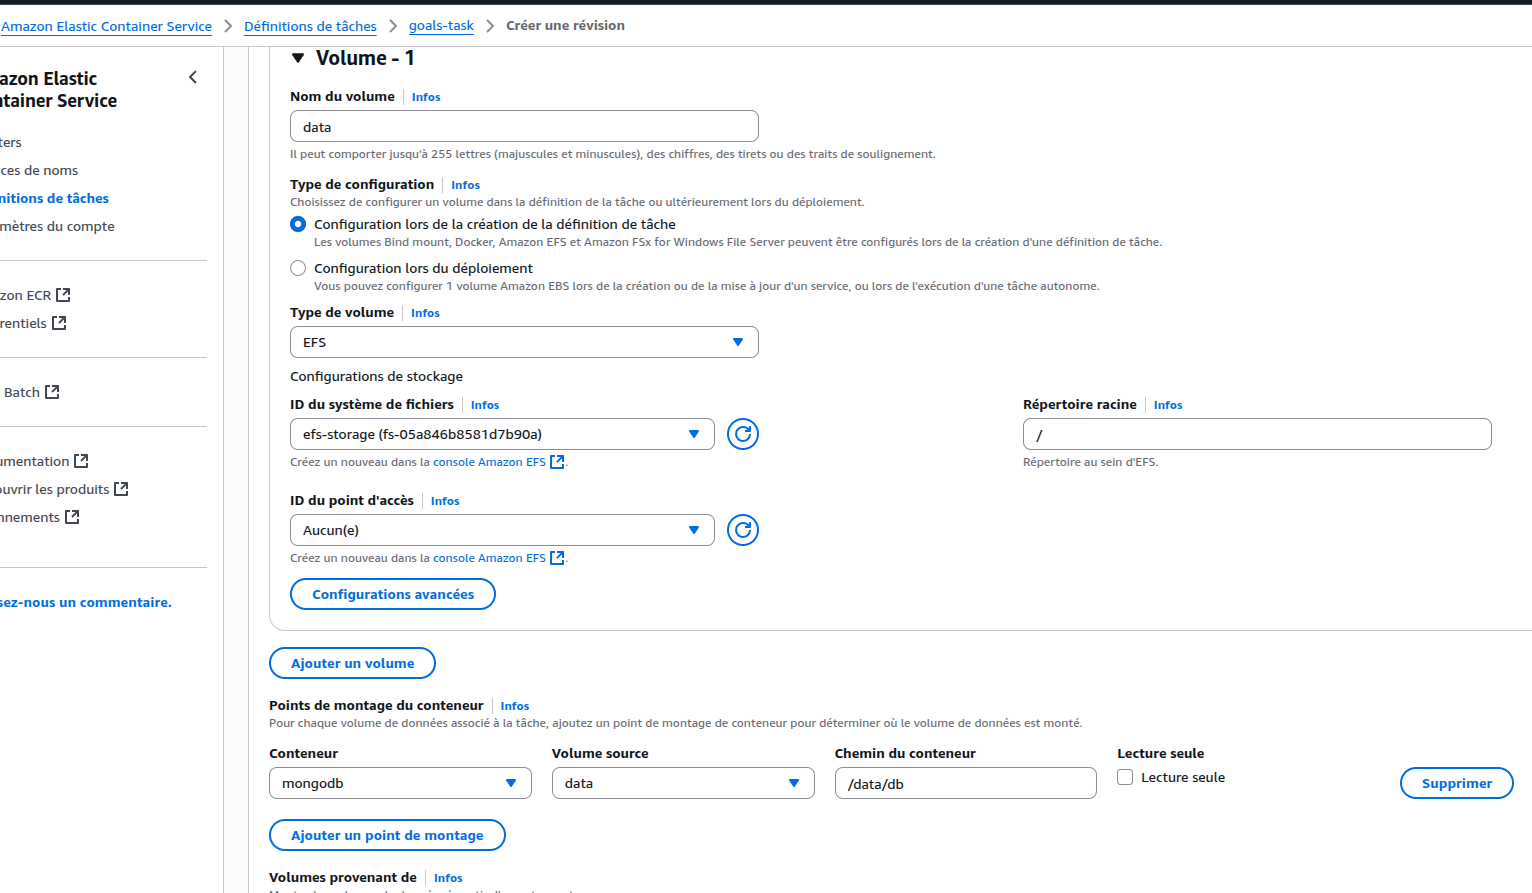 Amazon Elastic Container Service > Définitions de tâches > goals-task > Créer une révision
azon Elastic
tainer Service
ters
ces de noms
nitions de tâches
mètres du compte
zon ECR
rentiels
Batch
umentation
ouvrir les produits
nnements
sez-nous un commentaire.
Volume - 1
Nom du volume Infos
data
Il peut comporter jusqu'à 255 lettres (majuscules et minuscules), des chiffres, des tirets ou des traits de soulignement.
Type de configuration Infos
Choisissez de configurer un volume dans la définition de la tâche ou ultérieurement lors du déploiement.
Configuration lors de la création de la définition de tâche
Les volumes Bind mount, Docker, Amazon EFS et Amazon FSx for Windows File Server peuvent être configurés lors de la création d'une définition de tâche.
Configuration lors du déploiement
Vous pouvez configurer 1 volume Amazon EBS lors de la création ou de la mise à jour d'un service, ou lors de l'exécution d'une tâche autonome.
Type de volume Infos
EFS
Configurations de stockage
ID du système de fichiers Infos
efs-storage (fs-05a846b8581d7b90a)
Créez un nouveau dans la console Amazon EFS.
Répertoire racine Infos
/
Répertoire au sein d'EFS.
ID du point d'accès Infos
Aucun(e)
Créez un nouveau dans la console Amazon EFS.
Configurations avancées
Ajouter un volume
Points de montage du conteneur Infos
Pour chaque volume de données associé à la tâche, ajoutez un point de montage de conteneur pour déterminer où le volume de données est monté.
Conteneur Volume source Chemin du conteneur Lecture seule
mongodb data /data/db Lecture seule Supprimer
Ajouter un point de montage
Volumes provenant de Infos